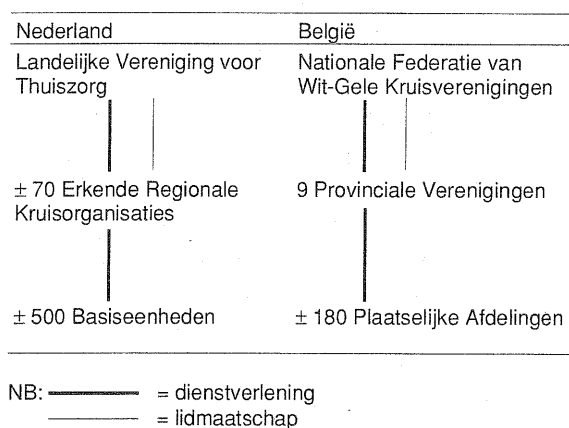 Nederland België
Landelijke Vereniging voor Nationale Federatie van
Thuiszorg Wit-Gele Kruisverenigingen
± 70 Erkende Regionale 9 Provinciale Verenigingen
Kruisorganisaties
± 500 Basiseenheden ± 180 Plaatselijke Afdelingen
NB: = dienstverlening
= lidmaatschap